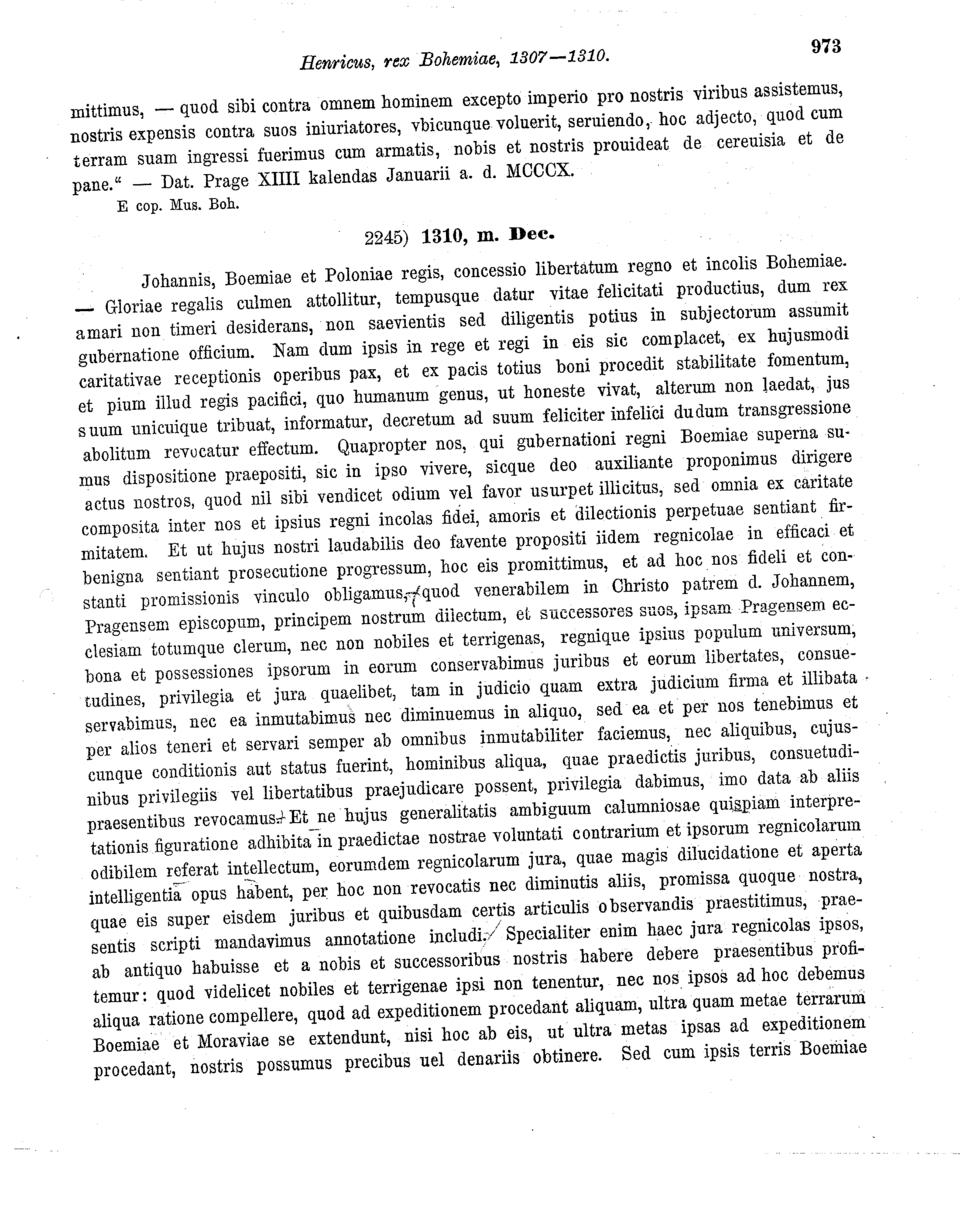 Henricus, rex Bohemiae, 1307—1310.
973
mittimus, — quod sibi contra omnem hominem excepto imperio pro nostris viribus assistemus,
nostris expensis contra suos iniuriatores, vbicunque voluerit, seruiendo, hoc adjecto, quod cum
terram suam ingressi fuerimus cum armatis, nobis et nostris prouideat de cereuisia et de
pane.“ — Dat. Prage XIIII kalendas Januarii a. d. MCCCX.
E cop. Mus. Boh.
2245) 1310, m. Dec.
Johannis, Boemiae et Poloniae regis, concessio libertatum regno et incolis Bohemiae.
— Gloriae regalis culmen attollitur, tempusque datur vitae felicitati productius, dum rex
amari non timeri desiderans, non saevientis sed diligentis potius in subjectorum assumit
gubernatione officium. Nam dum ipsis in rege et regi in eis sic complacet, ex hujusmodi
caritativae receptionis operibus pax, et ex pacis totius boni procedit stabilitate fomentum,
et pium illud regis pacifici, quo humanum genus, ut honeste vivat, alterum non laedat, jus
suum unicuique tribuat, informatur, decretum ad suum feliciter infelici dudum transgressione
abolitum revocatur effectum. Quapropter nos, qui gubernationi regni Boemiae superna su-
mus dispositione praepositi, sic in ipso vivere, sicque deo auxiliante proponimus dirigere
actus nostros, quod nil sibi vendicet odium vel favor usurpet illicitus, sed omnia ex caritate
composita inter nos et ipsius regni incolas fidei, amoris et dilectionis perpetuae sentiant fir-
mitatem. Et ut hujus nostri laudabilis deo favente propositi iidem regnicolae in efficaci et
benigna sentiant prosecutione progressum, hoc eis promittimus, et ad hoc nos fideli et con-
stanti promissionis vinculo obligamus, quod venerabilem in Christo patrem d. Johannem,
Pragensem episcopum, principem nostrum dilectum, et successores suos, ipsam Pragensem ec-
clesiam totumque clerum, nec non nobiles et terrigenas, regnique ipsius populum universum,
bona et possessiones ipsorum in eorum conservabimus juribus et eorum libertates, consue-
tudines, privilegia et jura quaelibet, tam in judicio quam extra judicium firma et illibata
servabimus, nec ea inmutabimus nec diminuemus in aliquo, sed ea et per nos tenebimus et
per alios teneri et servari semper ab omnibus inmutabiliter faciemus, nec aliquibus, cujus-
cunque conditionis aut status fuerint, hominibus aliqua, quae praedictis juribus, consuetudi-
nibus privilegiis vel libertatibus praejudicare possent, privilegia dabimus, imo data ab aliis
praesentibus revocamus. Et ne hujus generalitatis ambiguum calumniosae quispiam interpre-
tationis figuratione adhibita in praedictae nostrae voluntati contrarium et ipsorum regnicolarum
odibilem referat intellectum, eorumdem regnicolarum jura, quae magis dilucidatione et aperta
intelligentia opus habent, per hoc non revocatis nec diminutis aliis, promissa quoque nostra,
quae eis super eisdem juribus et quibusdam certis articulis observandis praestitimus, prae-
sentis scripti mandavimus annotatione includi. Specialiter enim haec jura regnicolas ipsos,
ab antiquo habuisse et a nobis et successoribus nostris habere debere praesentibus profi-
temur: quod videlicet nobiles et terrigenae ipsi non tenentur, nec nos ipsos ad hoc debemus
aliqua ratione compellere, quod ad expeditionem procedant aliquam, ultra quam metae terrarum
Boemiae et Moraviae se extendunt, nisi hoc ab eis, ut ultra metas ipsas ad expeditionem
procedant, nostris possumus precibus uel denariis obtinere. Sed cum ipsis terris Boemiae